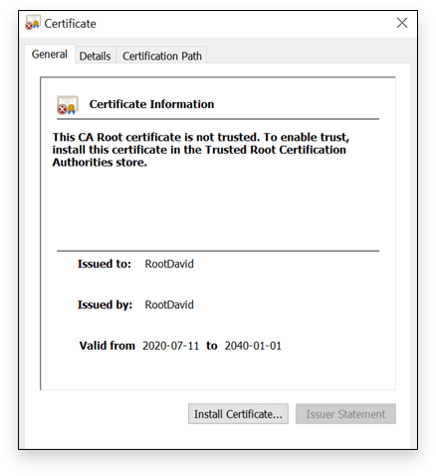 Certificate
General Details Certification Path
Certificate Information
This CA Root certificate is not trusted. To enable trust,
install this certificate in the Trusted Root Certification
Authorities store.
Issued to: RootDavid
Issued by: RootDavid
Valid from 2020-07-11 to 2040-01-01
Install Certificate... Issuer Statement